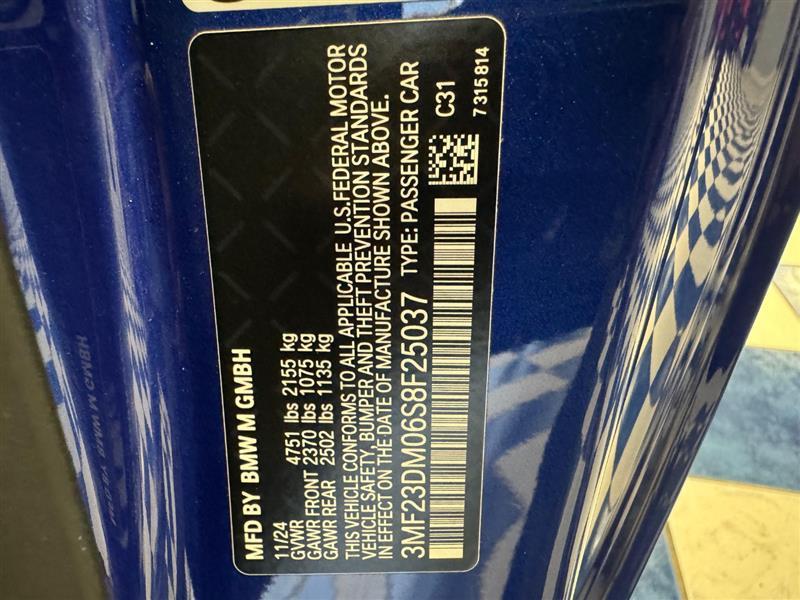 MFD BY BMW M GMBH
11/24
GVWR 4751 lbs 2155 kg
GAWR FRONT 2370 lbs 1075 kg
GAWR REAR 2502 lbs 1135 kg
THIS VEHICLE CONFORMS TO ALL APPLICABLE U.S.FEDERAL MOTOR
VEHICLE SAFETY, BUMPER AND THEFT PREVENTION STANDARDS
IN EFFECT ON THE DATE OF MANUFACTURE SHOWN ABOVE.
3MF23DM06S8F25037 TYPE: PASSENGER CAR
C31
7315814